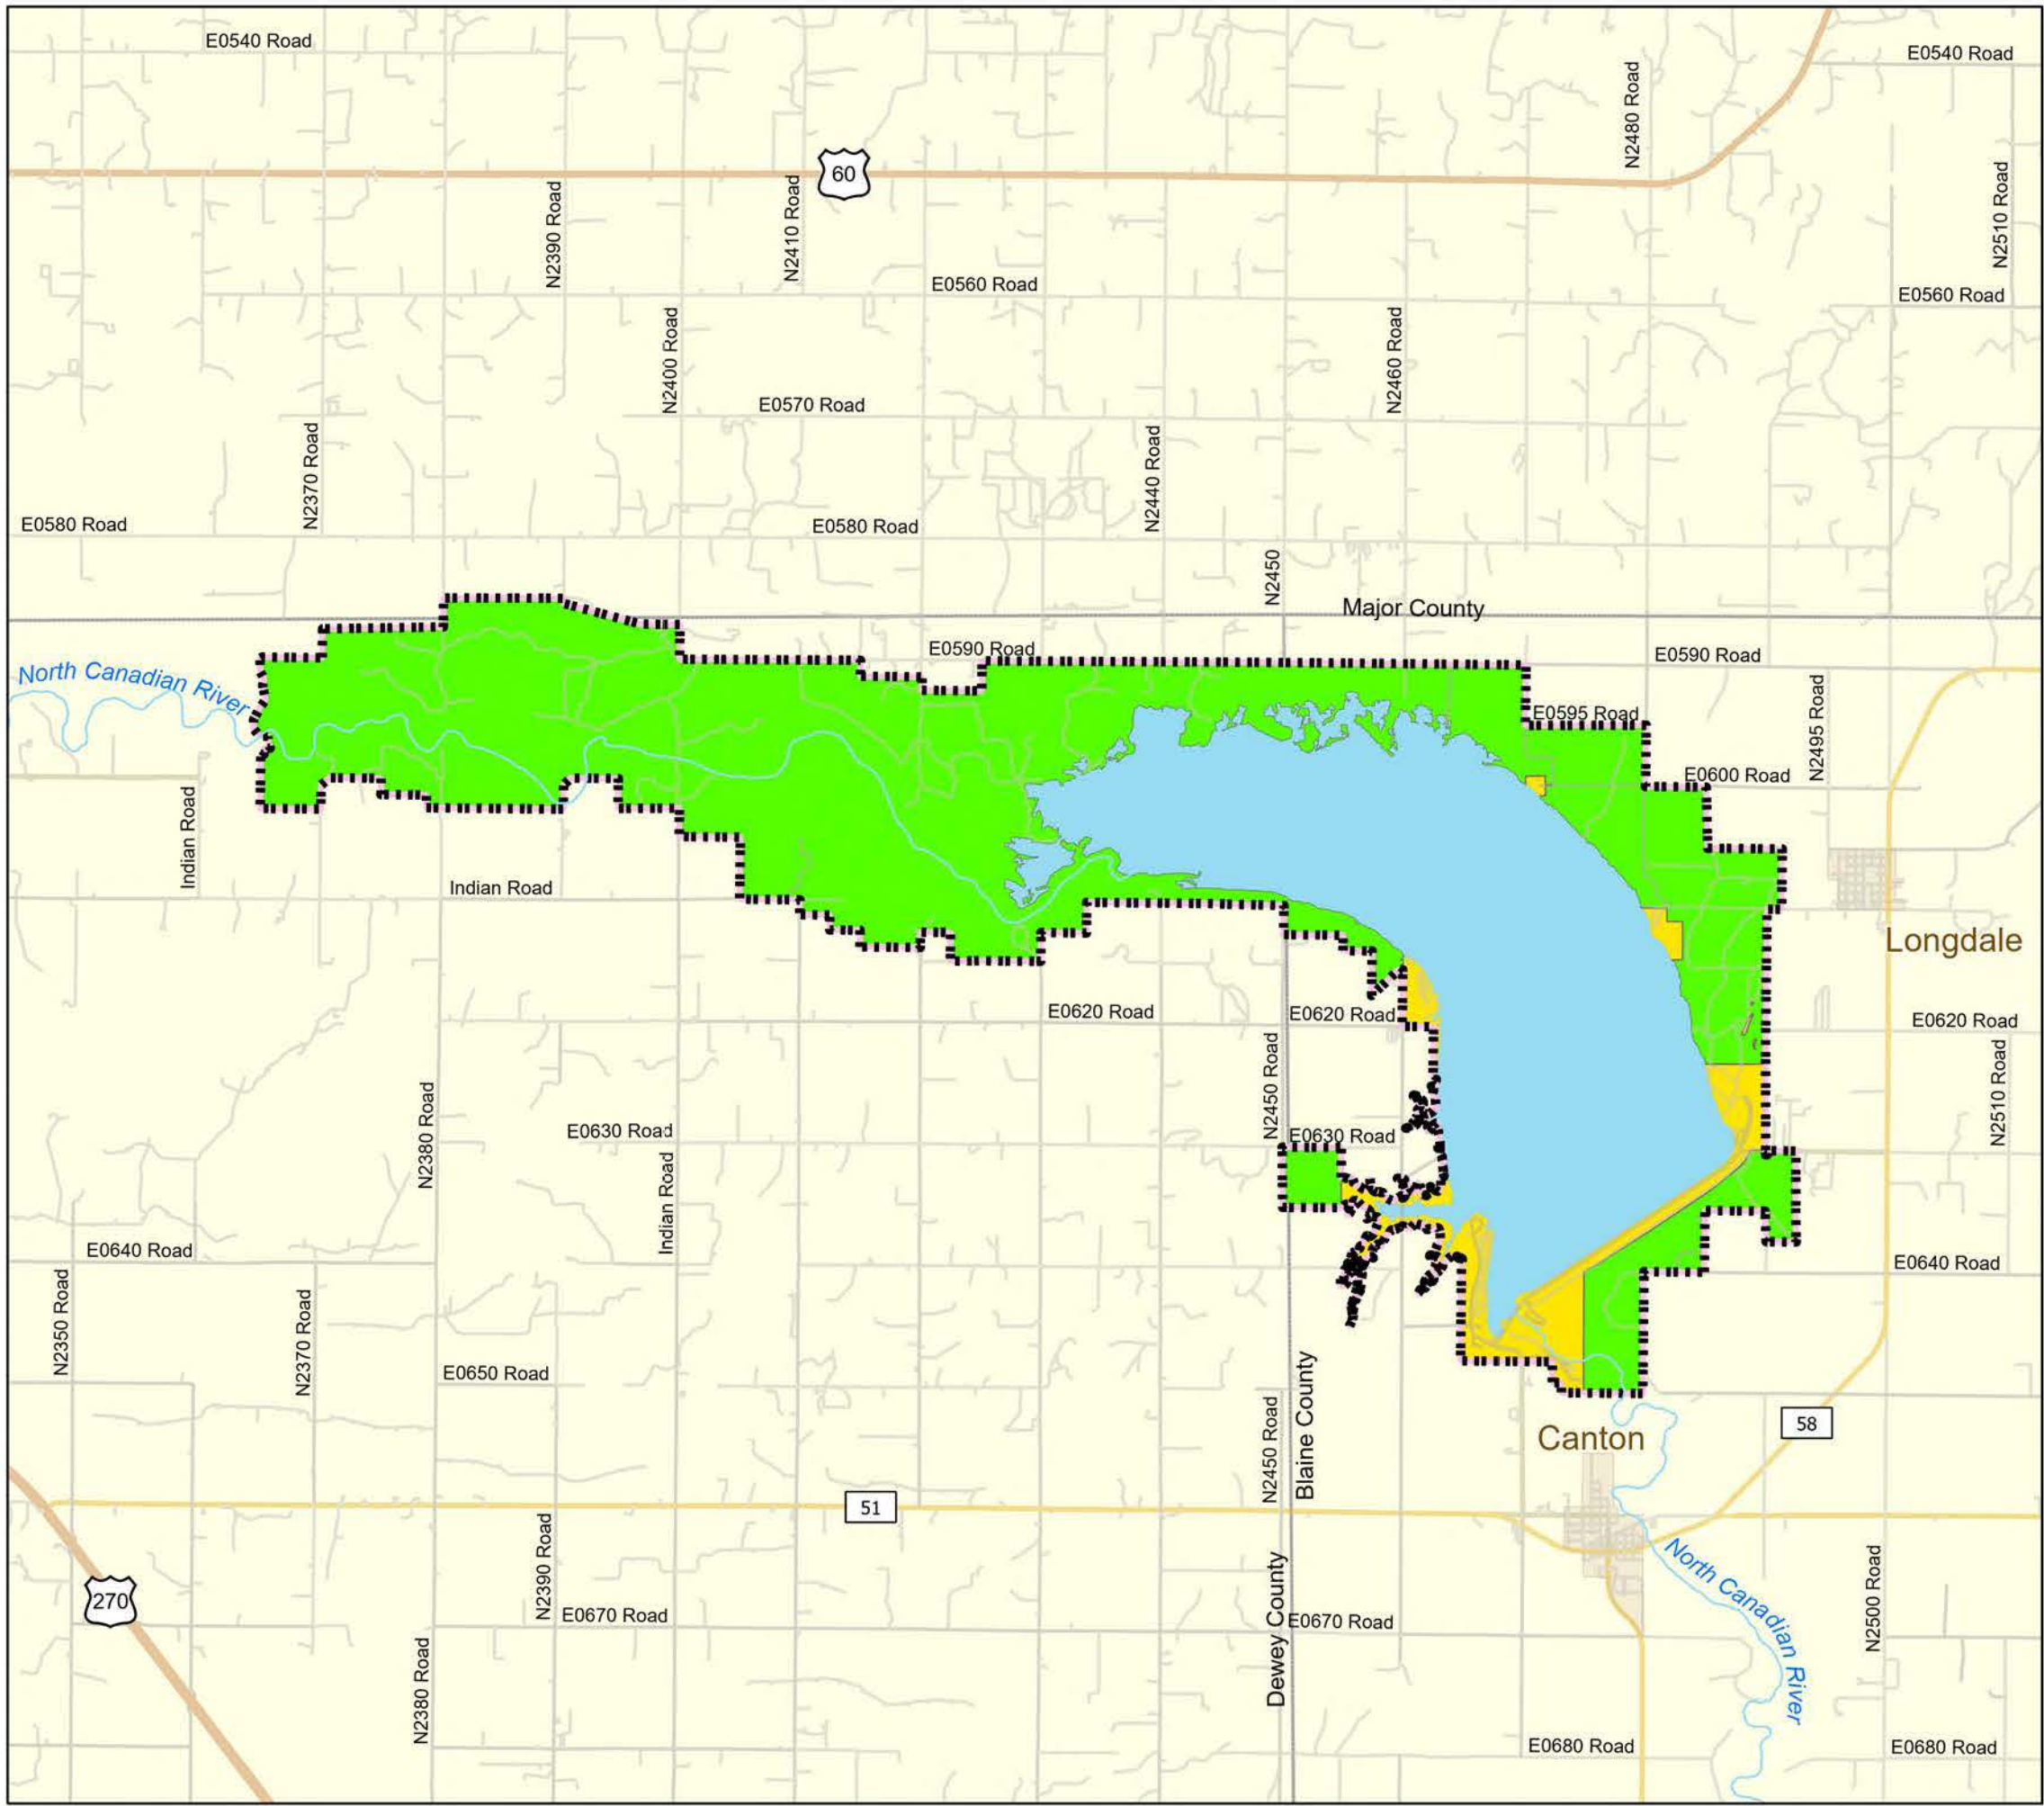 E0540 Road
E0540 Road
N2480 Road
60
N2390 Road
N2410 Road
N2510 Road
E0560 Road
E0560 Road
N2400 Road
N2460 Road
E0570 Road
N2370 Road
N2440 Road
E0580 Road
E0580 Road
N2450
Major County
E0590 Road
E0590 Road
North Canadian River
N2495 Road
E0595 Road
E0600 Road
Indian Road
Indian Road
Longdale
E0620 Road
E0620 Road
E0620 Road
N2450 Road
N2510 Road
N2380 Road
E0630 Road
E0630 Road
Indian Road
E0640 Road
E0640 Road
N2350 Road
N2370 Road
E0650 Road
Blaine County
N2450 Road
58
Canton
51
N2390 Road
North Canadian River
N2500 Road
270
Dewey County
E0670 Road
E0670 Road
N2380 Road
E0680 Road
E0680 Road